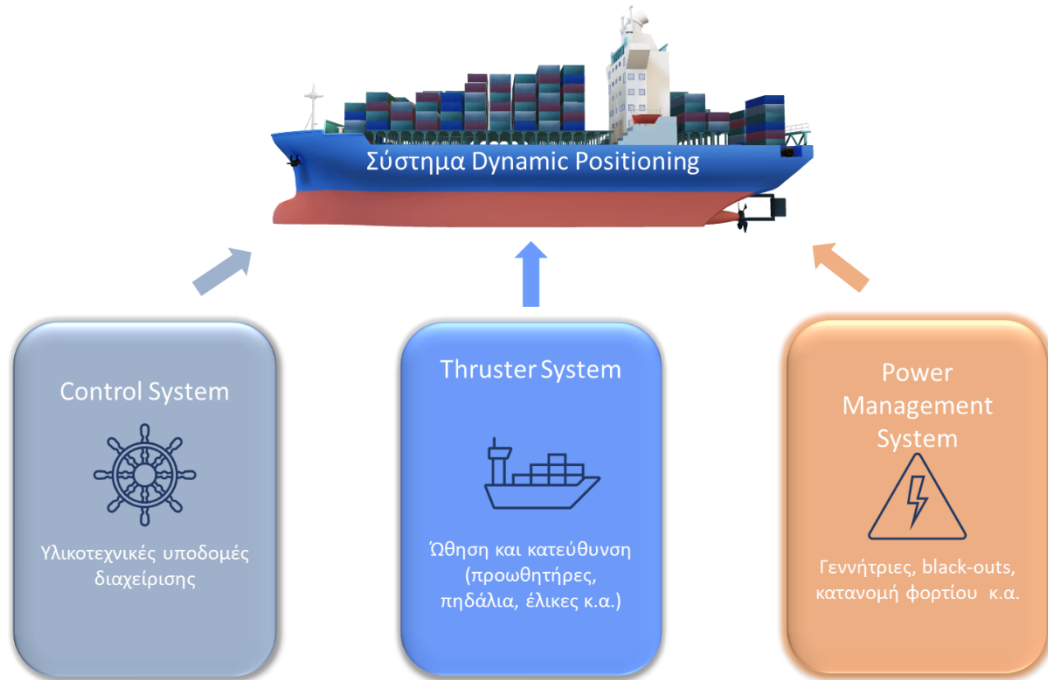 Σύστημα Dynamic Positioning
Control System
Υλικοτεχνικές υποδομές
διαχείρισης
Thruster System
Ώθηση και κατεύθυνση
(προωθητήρες,
πηδάλια, έλικες κ.α.)
Power
Management
System
Γεννήτριες, black-outs,
κατανομή φορτίου κ.α.